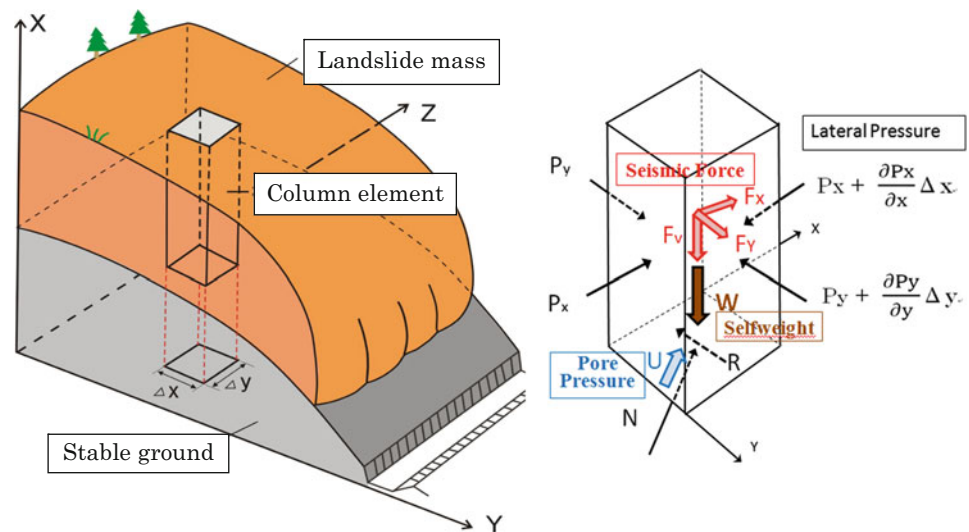 X
Landslide mass
Z
Column element
△x
△y
Stable ground
Y
Lateral Pressure
Seismic Force
Py
Px + ∂Px/∂x Δx
Fx
Fv
FY
x
Px
W
Py + ∂Py/∂y Δy
Selfweight
U
Pore
Pressure
R
N
Y